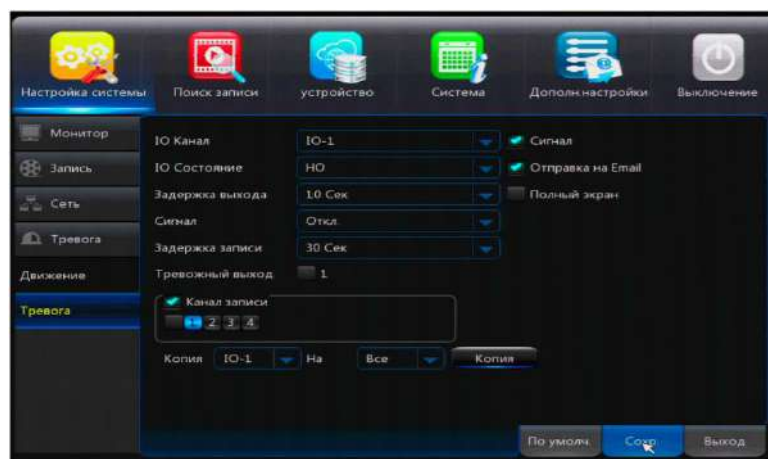 Настройка системы Поиск записи устройство Система Дополн.настройки Выключение
Монитор
Запись
Сеть
Тревога
Движение
Тревога
IO Канал IO-1 Сигнал
IO Состояние НО Отправка на Email
Задержка выхода 10 Сек Полный экран
Сигнал Откл.
Задержка записи 30 Сек
Тревожный выход 1
Канал записи
1 2 3 4
Копия IO-1 На Все Копия
По умолч. Сохр Выход